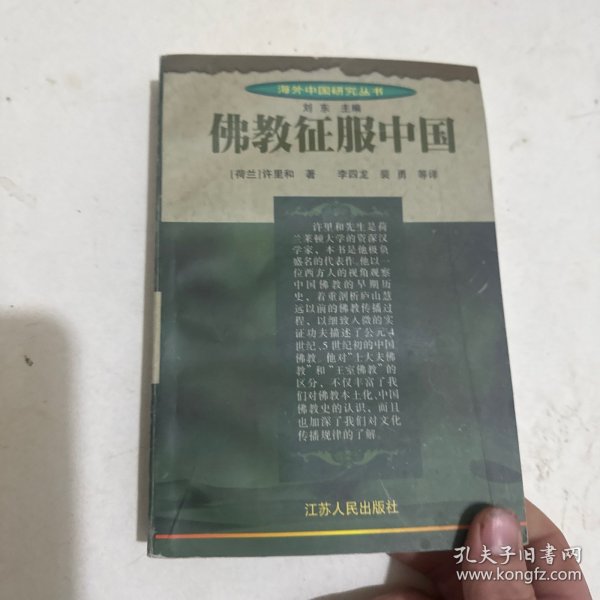 海外中国研究丛书
刘东 主编
佛教征服中国
[荷兰]许里和 著 李四龙 裴勇 等译
许里和先生是荷
兰莱顿大学的资深汉
学家、本书是他极负
盛名的代表作。他以一
位西方人的视角观察
中国佛教的早期历
史、着重剖析庐山慧
远以前的佛教传播过
程、以细致入微的实
证功夫描述了公元4
世纪、5世纪初的中国
佛教。他对"士大夫佛
教"和"王室佛教"的
区分、不仅丰富了我
们对佛教本土化、中国
佛教史的认识、而且
也加深了我们对文化
传播规律的了解。
江苏人民出版社
孔夫子旧书网
www.kongfz.com